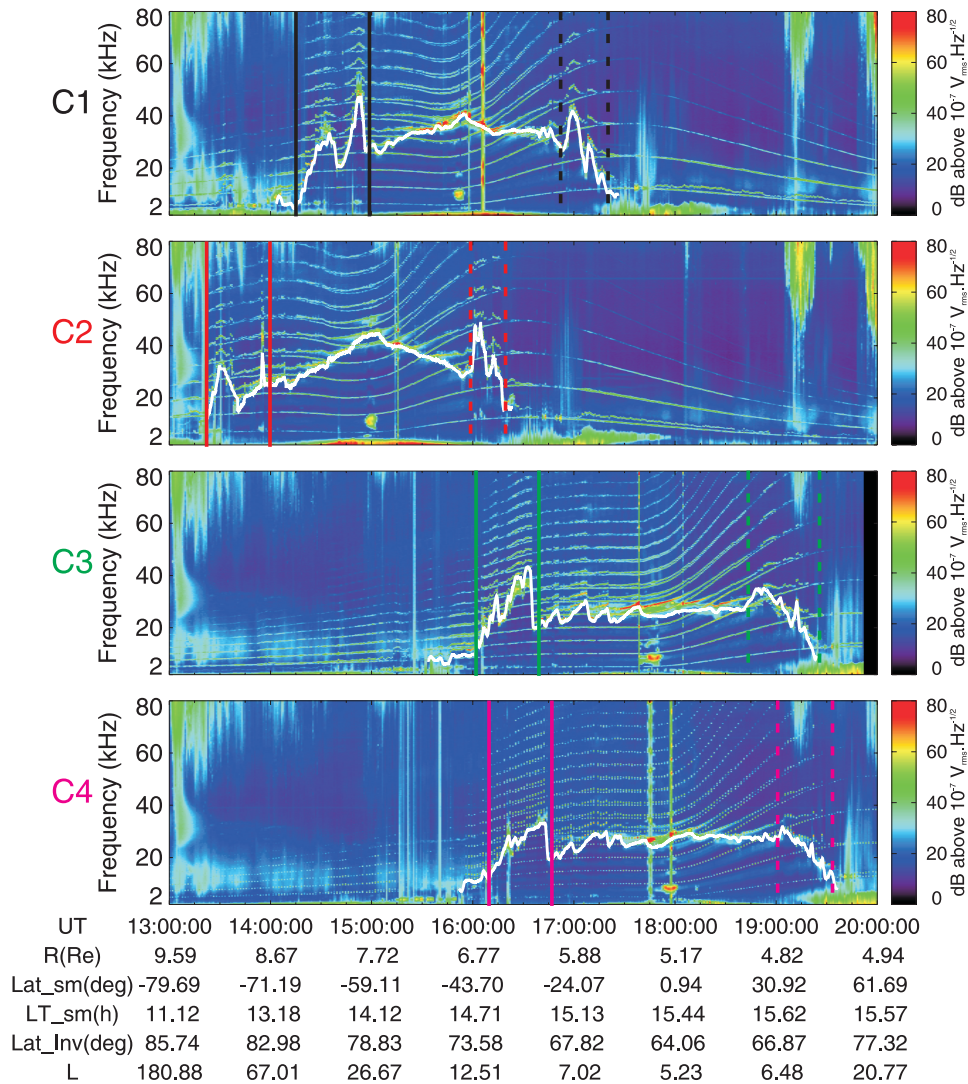 C1
Frequency (kHz)
80
60
40
20
2
80
60
40
20
0
dB above 10⁻⁷ Vrms.Hz⁻¹/²
C2
Frequency (kHz)
80
60
40
20
2
80
60
40
20
0
dB above 10⁻⁷ Vrms.Hz⁻¹/²
C3
Frequency (kHz)
80
60
40
20
2
80
60
40
20
0
dB above 10⁻⁷ Vrms.Hz⁻¹/²
C4
Frequency (kHz)
80
60
40
20
2
80
60
40
20
0
dB above 10⁻⁷ Vrms.Hz⁻¹/²
UT 13:00:00 14:00:00 15:00:00 16:00:00 17:00:00 18:00:00 19:00:00 20:00:00
R(Re) 9.59 8.67 7.72 6.77 5.88 5.17 4.82 4.94
Lat_sm(deg) -79.69 -71.19 -59.11 -43.70 -24.07 0.94 30.92 61.69
LT_sm(h) 11.12 13.18 14.12 14.71 15.13 15.44 15.62 15.57
Lat_Inv(deg) 85.74 82.98 78.83 73.58 67.82 64.06 66.87 77.32
L 180.88 67.01 26.67 12.51 7.02 5.23 6.48 20.77